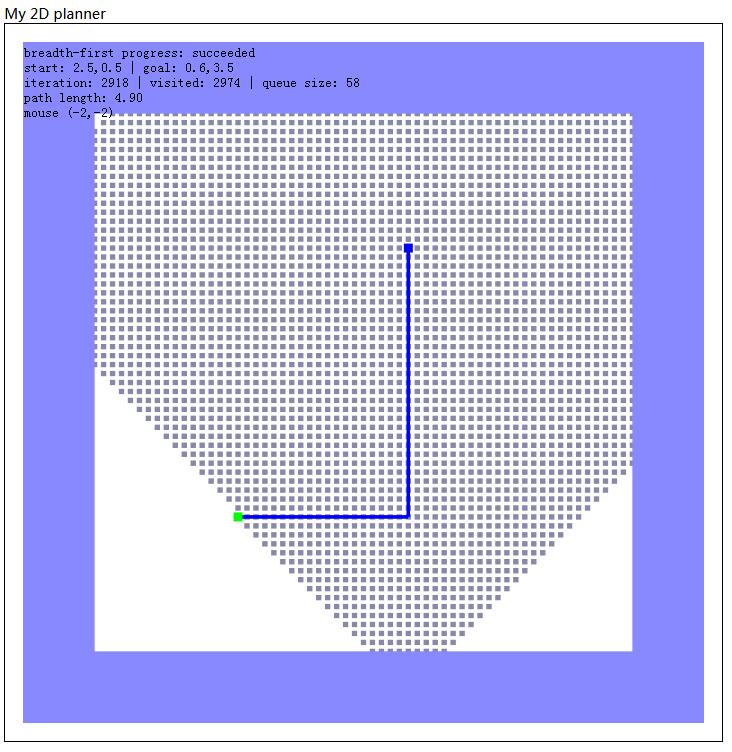 My 2D planner
breadth-first progress: succeeded
start: 2.5,0.5 | goal: 0.6,3.5
iteration: 2918 | visited: 2974 | queue size: 58
path length: 4.90
mouse (-2,-2)